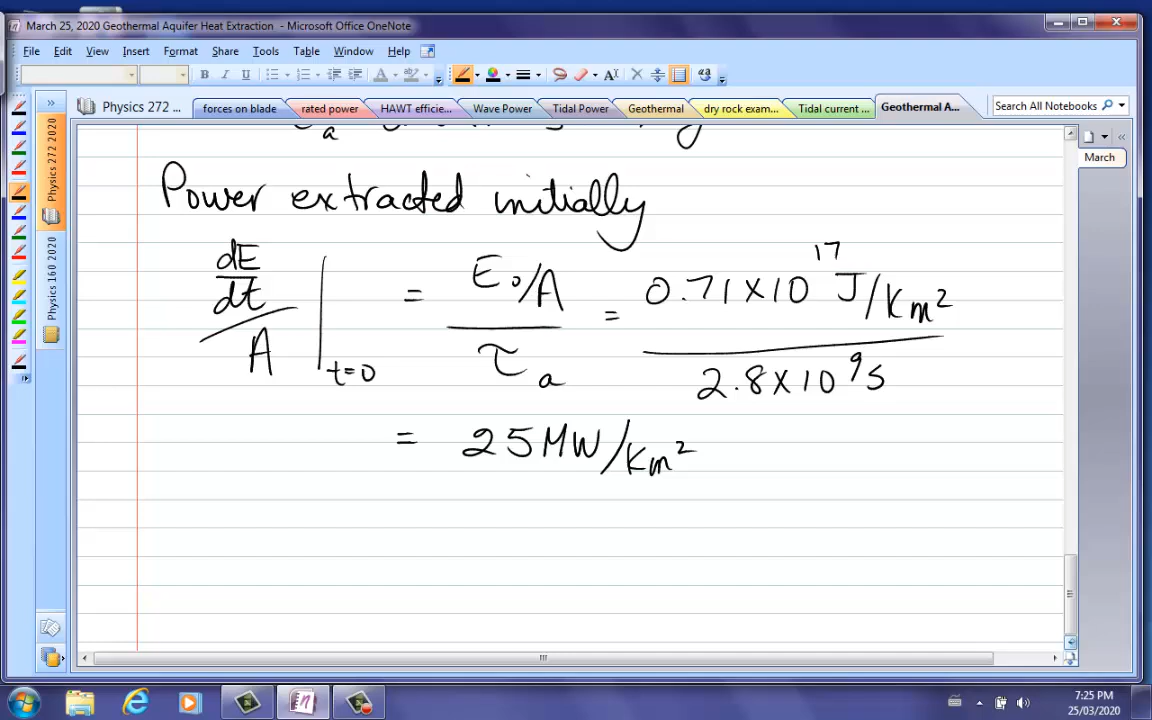 March 25, 2020 Geothermal Aquifer Heat Extraction - Microsoft Office OneNote
File Edit View Insert Format Share Tools Table Window Help
Physics 272 ... forces on blade rated power HAWT efficie... Wave Power Tidal Power Geothermal dry rock exam... Tidal current ... Geothermal A... Search All Notebooks
Physics 272 2020
Physics 160 2020
March
Power extracted initially
dE/dt / A | t=0 = E₀/A / τₐ = 0.71 X 10¹⁷ J/Km² / 2.8 X 10⁹ S
= 25 MW/Km²
7:25 PM
25/03/2020